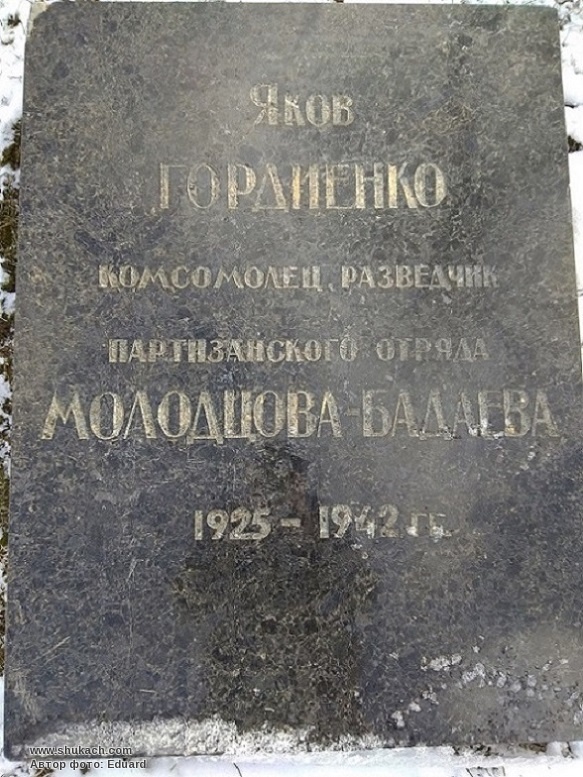 Яков
ГОРДИЕНКО
КОМСОМОЛЕЦ, РАЗВЕДЧИК
ПАРТИЗАНСКОГО ОТРЯДА
МОЛОДЦОВА-БАДАЕВА
1925 - 1942 гг.
www.shukach.com
Автор фото: Eduard